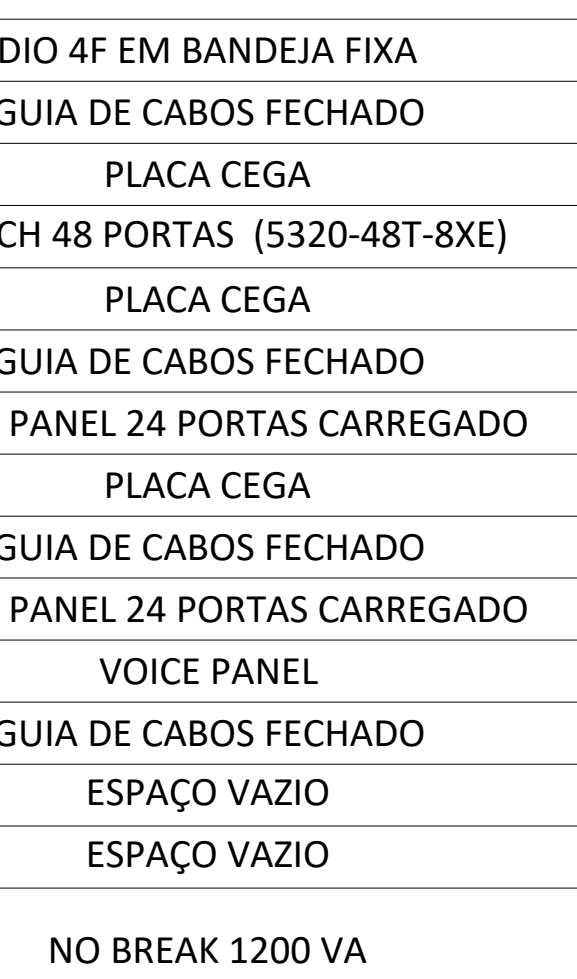 DIO 4F EM BANDEJA FIXA
GUIA DE CABOS FECHADO
PLACA CEGA
CH 48 PORTAS (5320-48T-8XE)
PLACA CEGA
GUIA DE CABOS FECHADO
PANEL 24 PORTAS CARREGADO
PLACA CEGA
GUIA DE CABOS FECHADO
PANEL 24 PORTAS CARREGADO
VOICE PANEL
GUIA DE CABOS FECHADO
ESPAÇO VAZIO
ESPAÇO VAZIO
NO BREAK 1200 VA